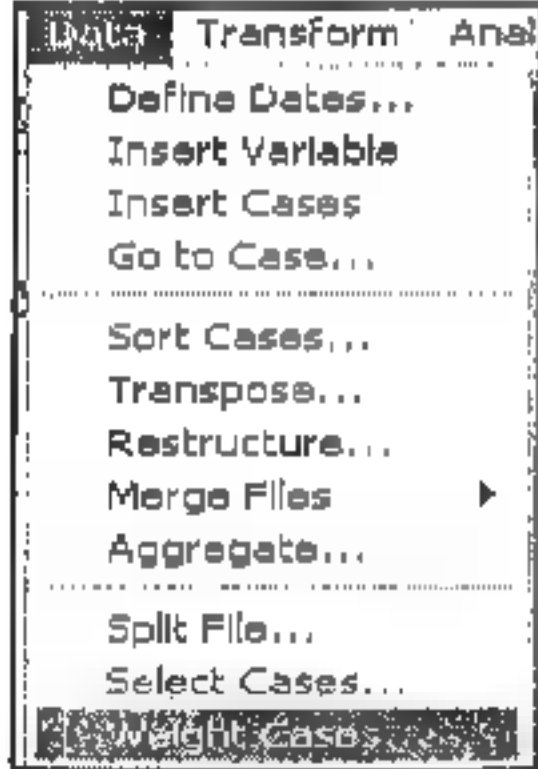 Data Transform Anal
Define Dates...
Insert Variable
Insert Cases
Go to Case...
Sort Cases...
Transpose...
Restructure...
Merge Files
Aggregate...
Split File...
Select Cases...
Weight Cases...